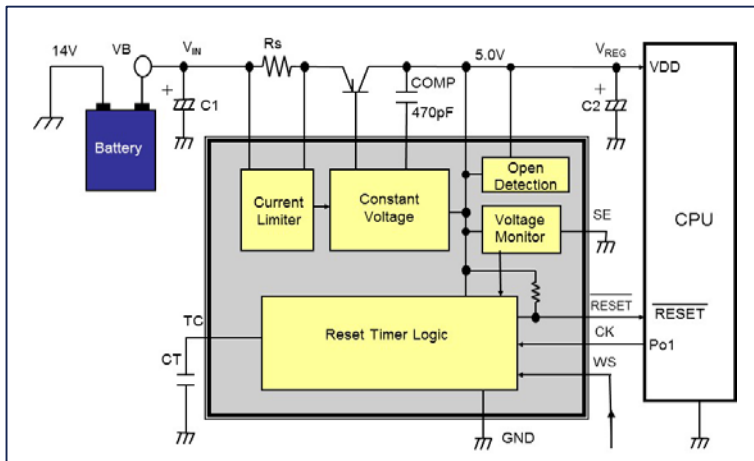 14V
VB
VIN
Rs
5.0V
VREG
VDD
+
C1
COMP
470pF
+
C2
Battery
Current
Limiter
Constant
Voltage
Open
Detection
Voltage
Monitor
SE
CPU
TC
CT
Reset Timer Logic
RESET
RESET
CK
Po1
WS
GND